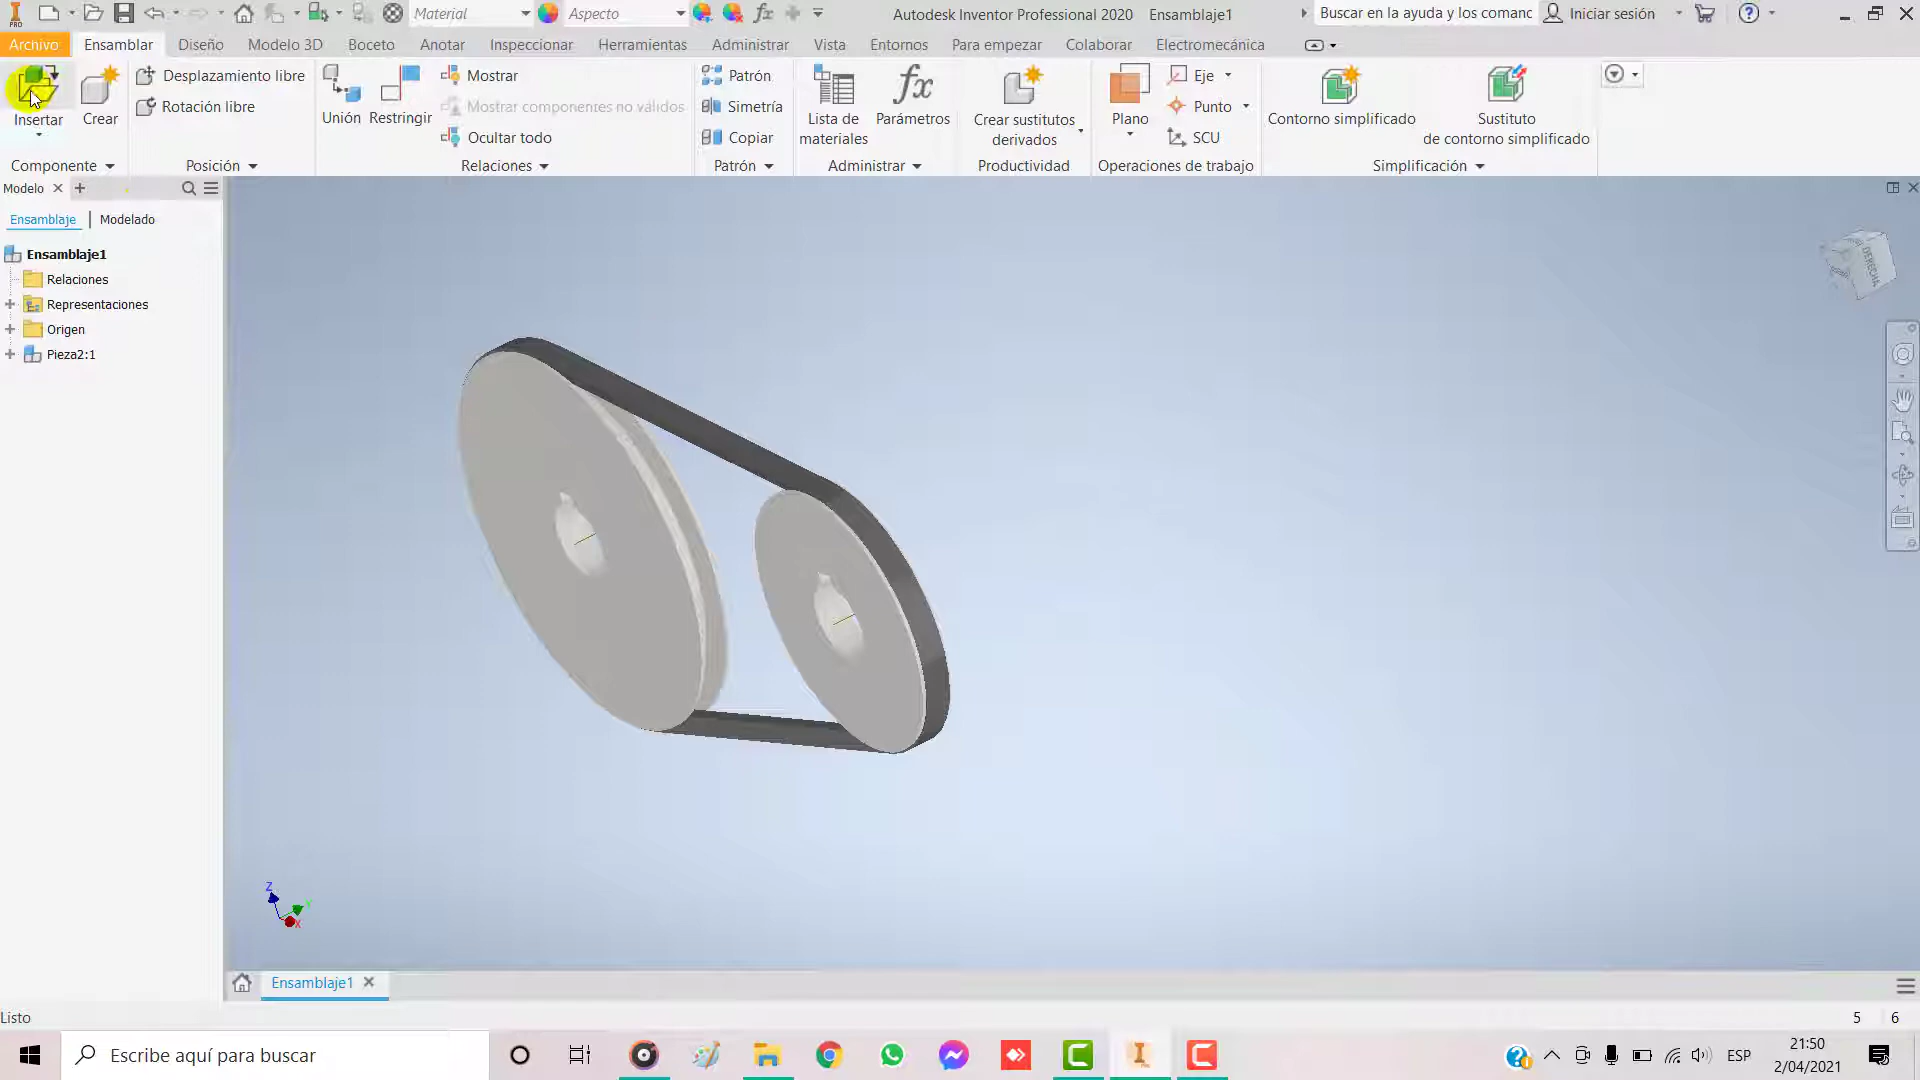 Material
Aspecto
Autodesk Inventor Professional 2020 Ensamblaje1
Buscar en la ayuda y los comanc
Iniciar sesión
Archivo Ensamblar Diseño Modelo 3D Boceto Anotar Inspeccionar Herramientas Administrar Vista Entornos Para empezar Colaborar Electromecánica
Insertar
Crear
Desplazamiento libre
Rotación libre
Unión
Restringir
Mostrar
Mostrar componentes no válidos
Ocultar todo
Patrón
Simetría
Copiar
Lista de
materiales
Parámetros
Crear sustitutos
derivados
Plano
Eje
Punto
SCU
Contorno simplificado
Sustituto
de contorno simplificado
Componente Posición Relaciones Patrón Administrar Productividad Operaciones de trabajo Simplificación
Modelo
Ensamblaje Modelado
Ensamblaje1
Relaciones
Representaciones
Origen
Pieza2:1
DERECHA
Z
Y
X
Ensamblaje1
Listo
5 6
Escribe aquí para buscar
ESP
21:50
2/04/2021